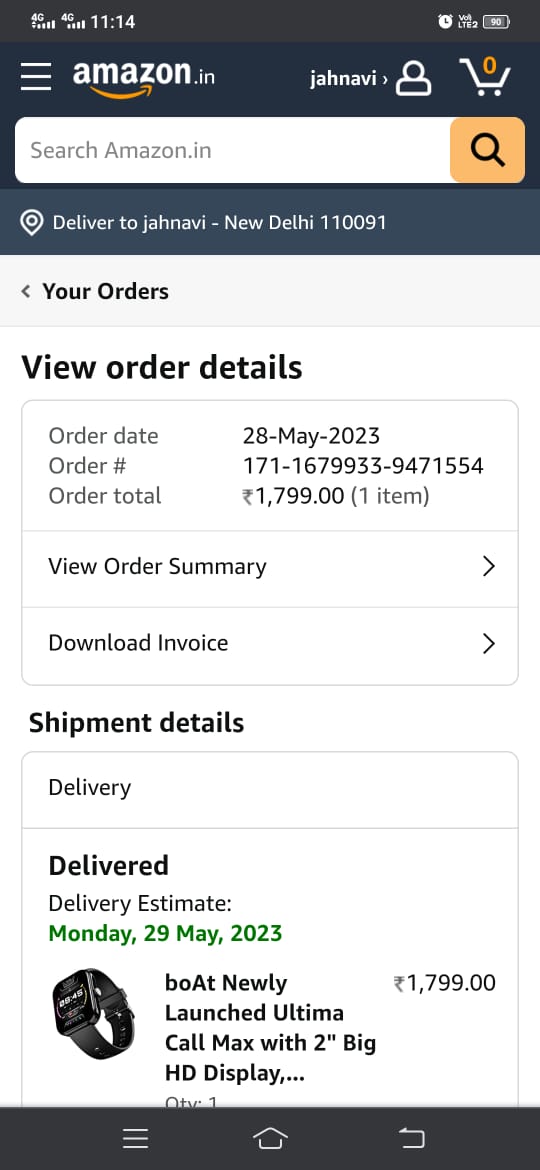 4G 4G 11:14 VoI) LTE2 90
amazon.in jahnavi › 0
Search Amazon.in
Deliver to jahnavi - New Delhi 110091
‹ Your Orders
View order details
Order date 28-May-2023
Order # 171-1679933-9471554
Order total ₹1,799.00 (1 item)
View Order Summary
Download Invoice
Shipment details
Delivery
Delivered
Delivery Estimate:
Monday, 29 May, 2023
boAt Newly ₹1,799.00
Launched Ultima
Call Max with 2" Big
HD Display,...
Qty: 1